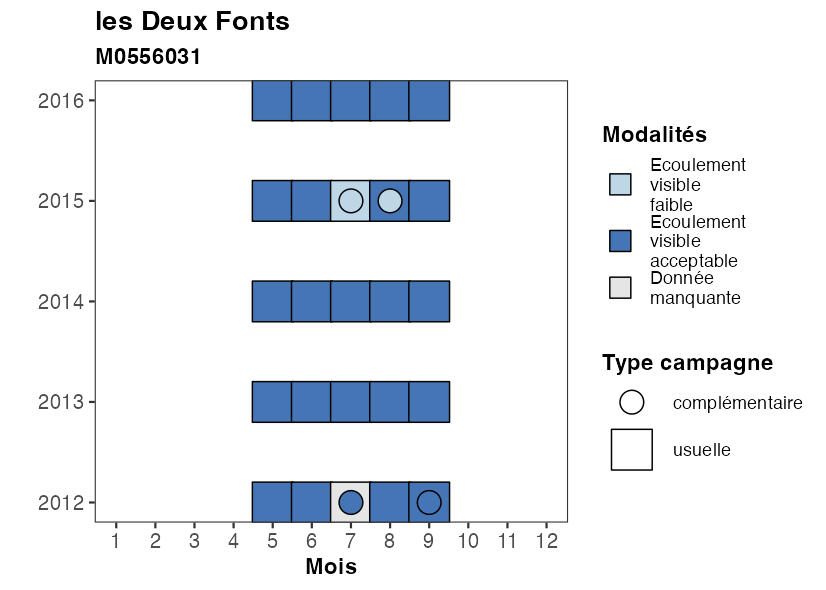 les Deux Fonts
M0556031
2016
2015
2014
2013
2012
1 2 3 4 5 6 7 8 9 10 11 12
Mois
Modalités
Ecoulement
visible
faible
Ecoulement
visible
acceptable
Donnée
manquante
Type campagne
complémentaire
usuelle